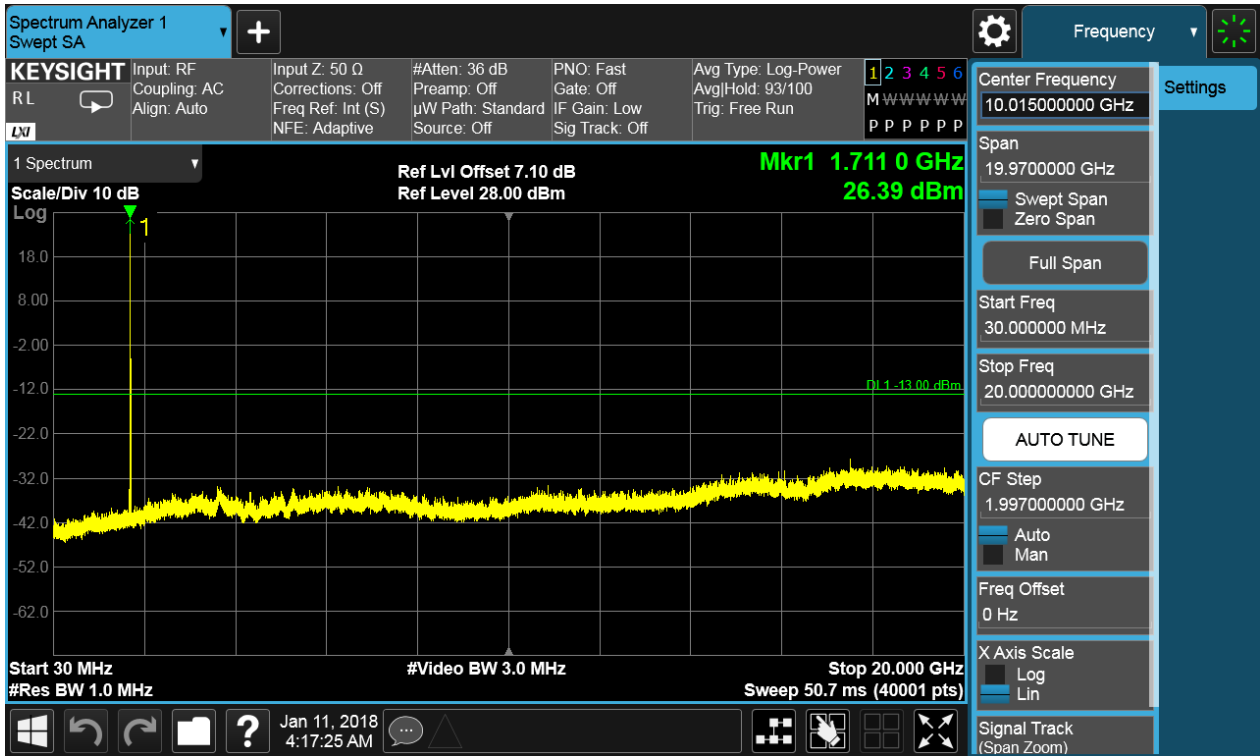 Spectrum Analyzer 1
Swept SA
+
Frequency
KEYSIGHT
R L
LXI
Input: RF
Coupling: AC
Align: Auto
Input Z: 50 Ω
Corrections: Off
Freq Ref: Int (S)
NFE: Adaptive
#Atten: 36 dB
Preamp: Off
µW Path: Standard
Source: Off
PNO: Fast
Gate: Off
IF Gain: Low
Sig Track: Off
Avg Type: Log-Power
Avg|Hold: 93/100
Trig: Free Run
1 2 3 4 5 6
M W W W W W
P P P P P P
1 Spectrum
Scale/Div 10 dB
Log
Ref Lvl Offset 7.10 dB
Ref Level 28.00 dBm
Mkr1 1.711 0 GHz
26.39 dBm
1
18.0
8.00
-2.00
-12.0
-22.0
-32.0
-42.0
-52.0
-62.0
DL1 -13.00 dBm
Start 30 MHz
#Res BW 1.0 MHz
#Video BW 3.0 MHz
Stop 20.000 GHz
Sweep 50.7 ms (40001 pts)
Center Frequency
10.015000000 GHz
Span
19.9700000 GHz
Swept Span
Zero Span
Full Span
Start Freq
30.000000 MHz
Stop Freq
20.000000000 GHz
AUTO TUNE
CF Step
1.997000000 GHz
Auto
Man
Freq Offset
0 Hz
X Axis Scale
Log
Lin
Signal Track
(Span Zoom)
Settings
?
Jan 11, 2018
4:17:25 AM